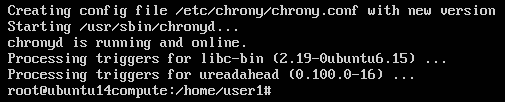 Creating config file /etc/chrony/chrony.conf with new version
Starting /usr/sbin/chronyd...
chronyd is running and online.
Processing triggers for libc-bin (2.19-0ubuntu6.15) ...
Processing triggers for ureadahead (0.100.0-16) ...
root@ubuntu14compute:/home/user1#